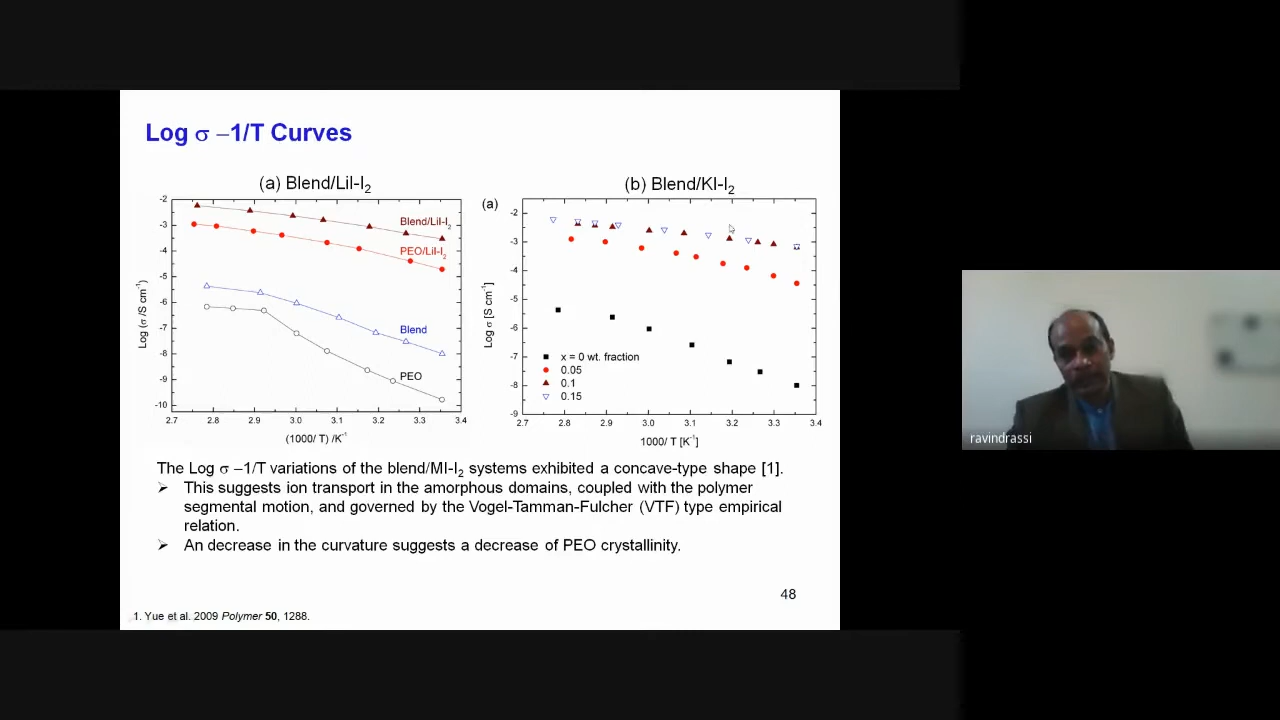 Log σ –1/T Curves
(a) Blend/LiI-I2
(b) Blend/KI-I2
(a)
-2
-3
-4
-5
-6
-7
-8
-9
-10
Log (σ /S cm-1)
Blend/LiI-I2
PEO/LiI-I2
Blend
PEO
2.7 2.8 2.9 3.0 3.1 3.2 3.3 3.4
(1000/ T) /K-1
-2
-3
-4
-5
-6
-7
-8
-9
Log σ [S cm-1]
x = 0 wt. fraction
0.05
0.1
0.15
2.7 2.8 2.9 3.0 3.1 3.2 3.3 3.4
1000/ T [K-1]
The Log σ –1/T variations of the blend/MI-I2 systems exhibited a concave-type shape [1].
➢ This suggests ion transport in the amorphous domains, coupled with the polymer
segmental motion, and governed by the Vogel-Tamman-Fulcher (VTF) type empirical
relation.
➢ An decrease in the curvature suggests a decrease of PEO crystallinity.
48
1. Yue et al. 2009 Polymer 50, 1288.
ravindrassi